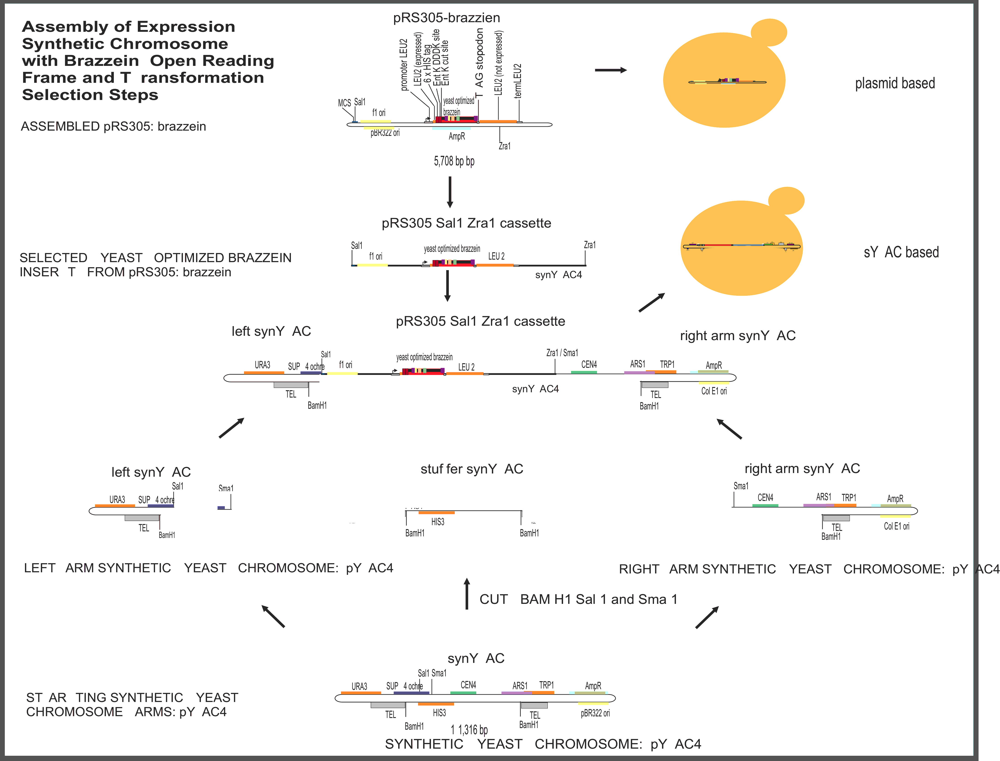 Assembly of Expression
Synthetic Chromosome
with Brazzein Open Reading
Frame and T ransformation
Selection Steps
ASSEMBLED pRS305: brazzein
pRS305-brazzien
promoter LEU2
LEU2 (expressed)
6 x HIS tag
Ent K DDDDK site
Ent K cut site
T AG stopodon
LEU2 (not expressed)
termLEU2
MCS
Sal1
f1 ori
yeast optimized
brazzein
pBR322 ori
AmpR
Zra1
5,708 bp bp
plasmid based
pRS305 Sal1 Zra1 cassette
SELECTED YEAST OPTIMIZED BRAZZEIN
INSER T FROM pRS305: brazzein
Sal1
f1 ori
yeast optimized brazzein
LEU 2
Zra1
synY AC4
sY AC based
pRS305 Sal1 Zra1 cassette
left synY AC
right arm synY AC
URA3
SUP 4 ochre
Sal1
f1 ori
yeast optimized brazzein
LEU 2
Zra1 / Sma1
CEN4
ARS1
TRP1
AmpR
TEL
BamH1
synY AC4
BamH1
TEL
Col E1 ori
left synY AC
stuf fer synY AC
right arm synY AC
Sal1
URA3
SUP 4 ochre
TEL
BamH1
Sma1
HIS3
BamH1
BamH1
Sma1
CEN4
ARS1
TRP1
AmpR
TEL
BamH1
Col E1 ori
LEFT ARM SYNTHETIC YEAST CHROMOSOME: pY AC4
RIGHT ARM SYNTHETIC YEAST CHROMOSOME: pY AC4
CUT BAM H1 Sal 1 and Sma 1
synY AC
Sal1 Sma1
URA3
SUP 4 ochre
CEN4
ARS1
TRP1
AmpR
TEL
BamH1
HIS3
BamH1
TEL
pBR322 ori
1 1,316 bp
ST AR TING SYNTHETIC YEAST
CHROMOSOME ARMS: pY AC4
SYNTHETIC YEAST CHROMOSOME: pY AC4